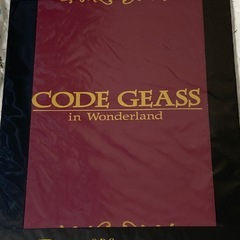 CODE GEASS
in Wonderland